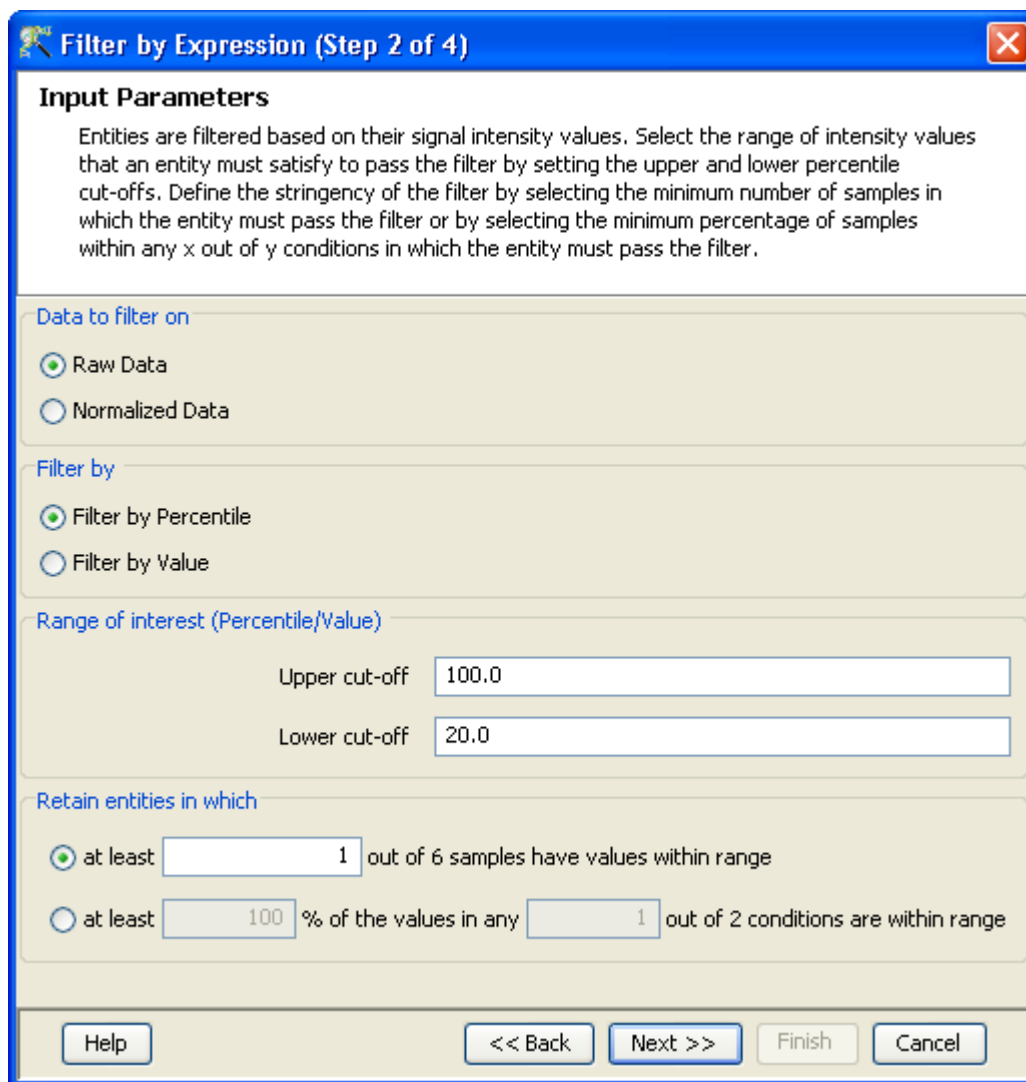 Filter by Expression (Step 2 of 4)
Input Parameters
Entities are filtered based on their signal intensity values. Select the range of intensity values
that an entity must satisfy to pass the filter by setting the upper and lower percentile
cut-offs. Define the stringency of the filter by selecting the minimum number of samples in
which the entity must pass the filter or by selecting the minimum percentage of samples
within any x out of y conditions in which the entity must pass the filter.
Data to filter on
Raw Data
Normalized Data
Filter by
Filter by Percentile
Filter by Value
Range of interest (Percentile/Value)
Upper cut-off 100.0
Lower cut-off 20.0
Retain entities in which
at least 1 out of 6 samples have values within range
at least 100 % of the values in any 1 out of 2 conditions are within range
Help << Back Next >> Finish Cancel